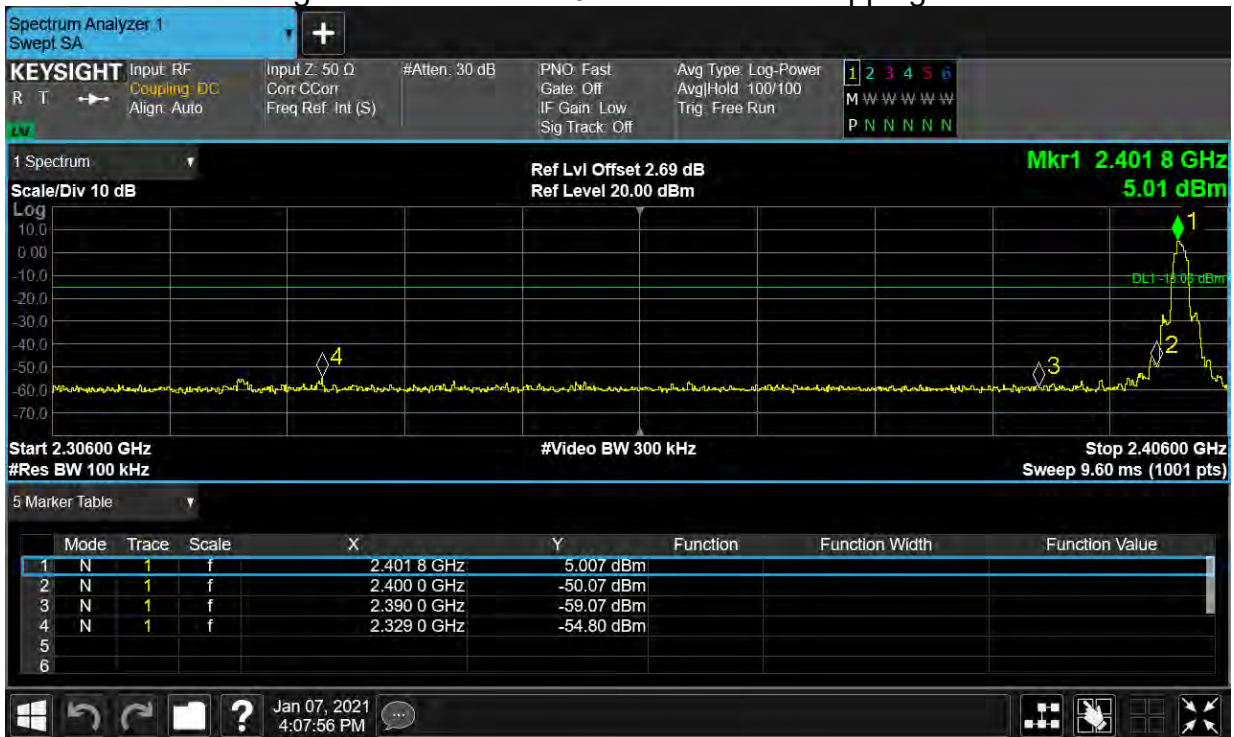 Spectrum Analyzer 1
Swept SA
+
KEYSIGHT Input: RF Input Z: 50 Ω #Atten: 30 dB PNO: Fast Avg Type: Log-Power 1 2 3 4 5 6
R T Coupling: DC Corr CCorr Gate: Off Avg|Hold: 100/100 M W W W W W
Align: Auto Freq Ref: Int (S) IF Gain: Low Trig: Free Run
LXI Sig Track: Off P N N N N N N
1 Spectrum Ref Lvl Offset 2.69 dB Mkr1 2.401 8 GHz
Scale/Div 10 dB Ref Level 20.00 dBm 5.01 dBm
Log
10.0
0.00
-10.0
-20.0
-30.0
-40.0
-50.0
-60.0
-70.0
1
2
3
4
Start 2.30600 GHz #Video BW 300 kHz Stop 2.40600 GHz
#Res BW 100 kHz Sweep 9.60 ms (1001 pts)
5 Marker Table
Mode Trace Scale X Y Function Function Width Function Value
1 N 1 f 2.401 8 GHz 5.007 dBm
2 N 1 f 2.400 0 GHz -50.07 dBm
3 N 1 f 2.390 0 GHz -59.07 dBm
4 N 1 f 2.329 0 GHz -54.80 dBm
5
6
? Jan 07, 2021
4:07:56 PM